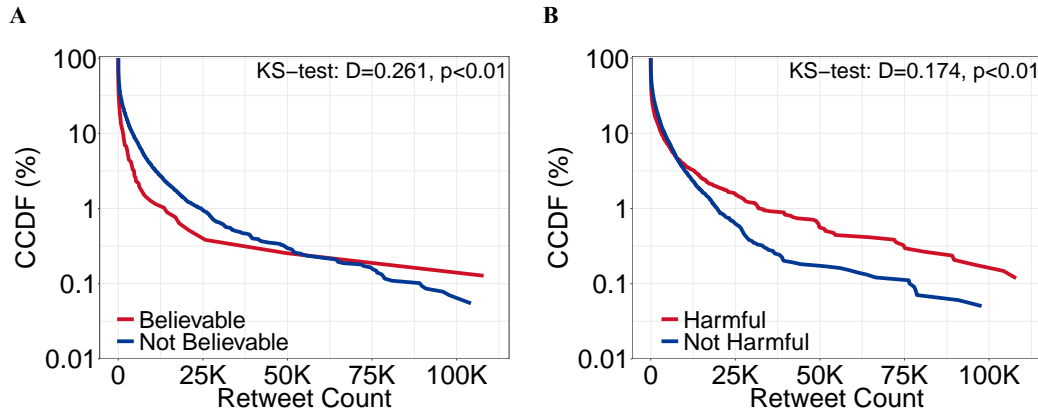 A
CCDF (%)
100
10
1
0.1
0.01
KS−test: D=0.261, p<0.01
Believable
Not Believable
0 25K 50K 75K 100K
Retweet Count
B
CCDF (%)
100
10
1
0.1
0.01
KS−test: D=0.174, p<0.01
Harmful
Not Harmful
0 25K 50K 75K 100K
Retweet Count